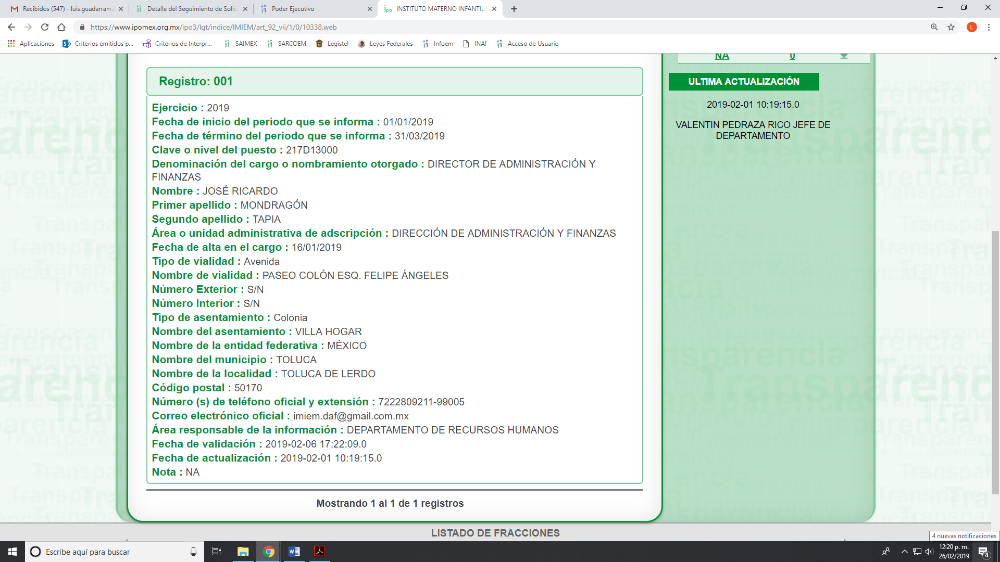 Recibidos (547) - luis.guadarrama
Detalle del Seguimiento de Solici
Poder Ejecutivo
ipo INSTITUTO MATERNO INFANTIL
https://www.ipomex.org.mx/ipo3/lgt/indice/IMIEM/art_92_vii/1/0/10338.web
L
Aplicaciones
Criterios emitidos p...
Criterios de Interpr...
SAIMEX
SARCOEM
Legistel
Leyes Federales
Infoem
INAI
Acceso de Usuario
NA 0
Registro: 001
Ejercicio : 2019
Fecha de inicio del periodo que se informa : 01/01/2019
Fecha de término del periodo que se informa : 31/03/2019
Clave o nivel del puesto : 217D13000
Denominación del cargo o nombramiento otorgado : DIRECTOR DE ADMINISTRACIÓN Y
FINANZAS
Nombre : JOSÉ RICARDO
Primer apellido : MONDRAGÓN
Segundo apellido : TAPIA
Área o unidad administrativa de adscripción : DIRECCIÓN DE ADMINISTRACIÓN Y FINANZAS
Fecha de alta en el cargo : 16/01/2019
Tipo de vialidad : Avenida
Nombre de vialidad : PASEO COLÓN ESQ. FELIPE ÁNGELES
Número Exterior : S/N
Número Interior : S/N
Tipo de asentamiento : Colonia
Nombre del asentamiento : VILLA HOGAR
Nombre de la entidad federativa : MÉXICO
Nombre del municipio : TOLUCA
Nombre de la localidad : TOLUCA DE LERDO
Código postal : 50170
Número (s) de teléfono oficial y extensión : 7222809211-99005
Correo electrónico oficial : imiem.daf@gmail.com.mx
Área responsable de la información : DEPARTAMENTO DE RECURSOS HUMANOS
Fecha de validación : 2019-02-06 17:22:09.0
Fecha de actualización : 2019-02-01 10:19:15.0
Nota : NA
Mostrando 1 al 1 de 1 registros
ULTIMA ACTUALIZACIÓN
2019-02-01 10:19:15.0
VALENTIN PEDRAZA RICO JEFE DE
DEPARTAMENTO
LISTADO DE FRACCIONES
4 nuevas notificaciones
Escribe aquí para buscar
12:20 p. m.
26/02/2019
4